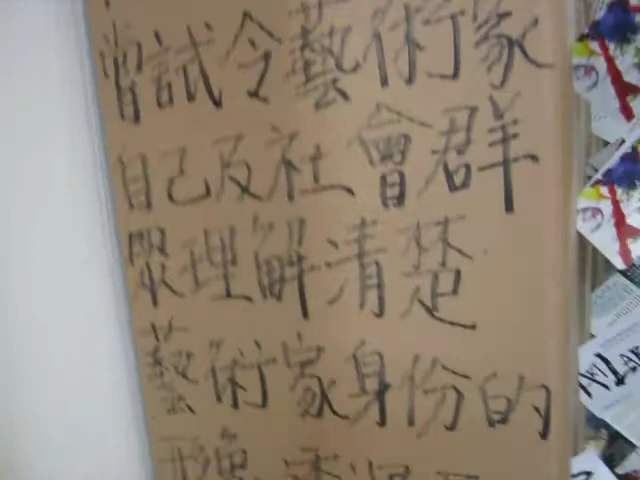 嘗試令藝術家
自己及社會群
眾理解清楚
藝術家身份的